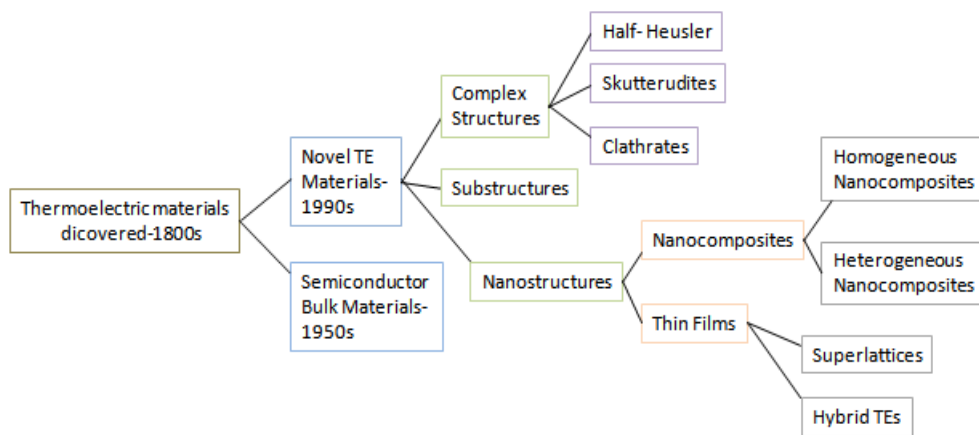 Thermoelectric materials
dicovered-1800s
Novel TE
Materials-
1990s
Semiconductor
Bulk Materials-
1950s
Complex
Structures
Substructures
Nanostructures
Half- Heusler
Skutterudites
Clathrates
Nanocomposites
Thin Films
Homogeneous
Nanocomposites
Heterogeneous
Nanocomposites
Superlattices
Hybrid TEs